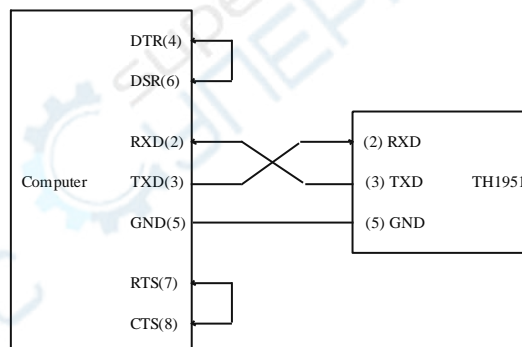 DTR(4)
DSR(6)
RXD(2) (2) RXD
Computer TXD(3) (3) TXD TH1951
GND(5) (5) GND
RTS(7)
CTS(8)